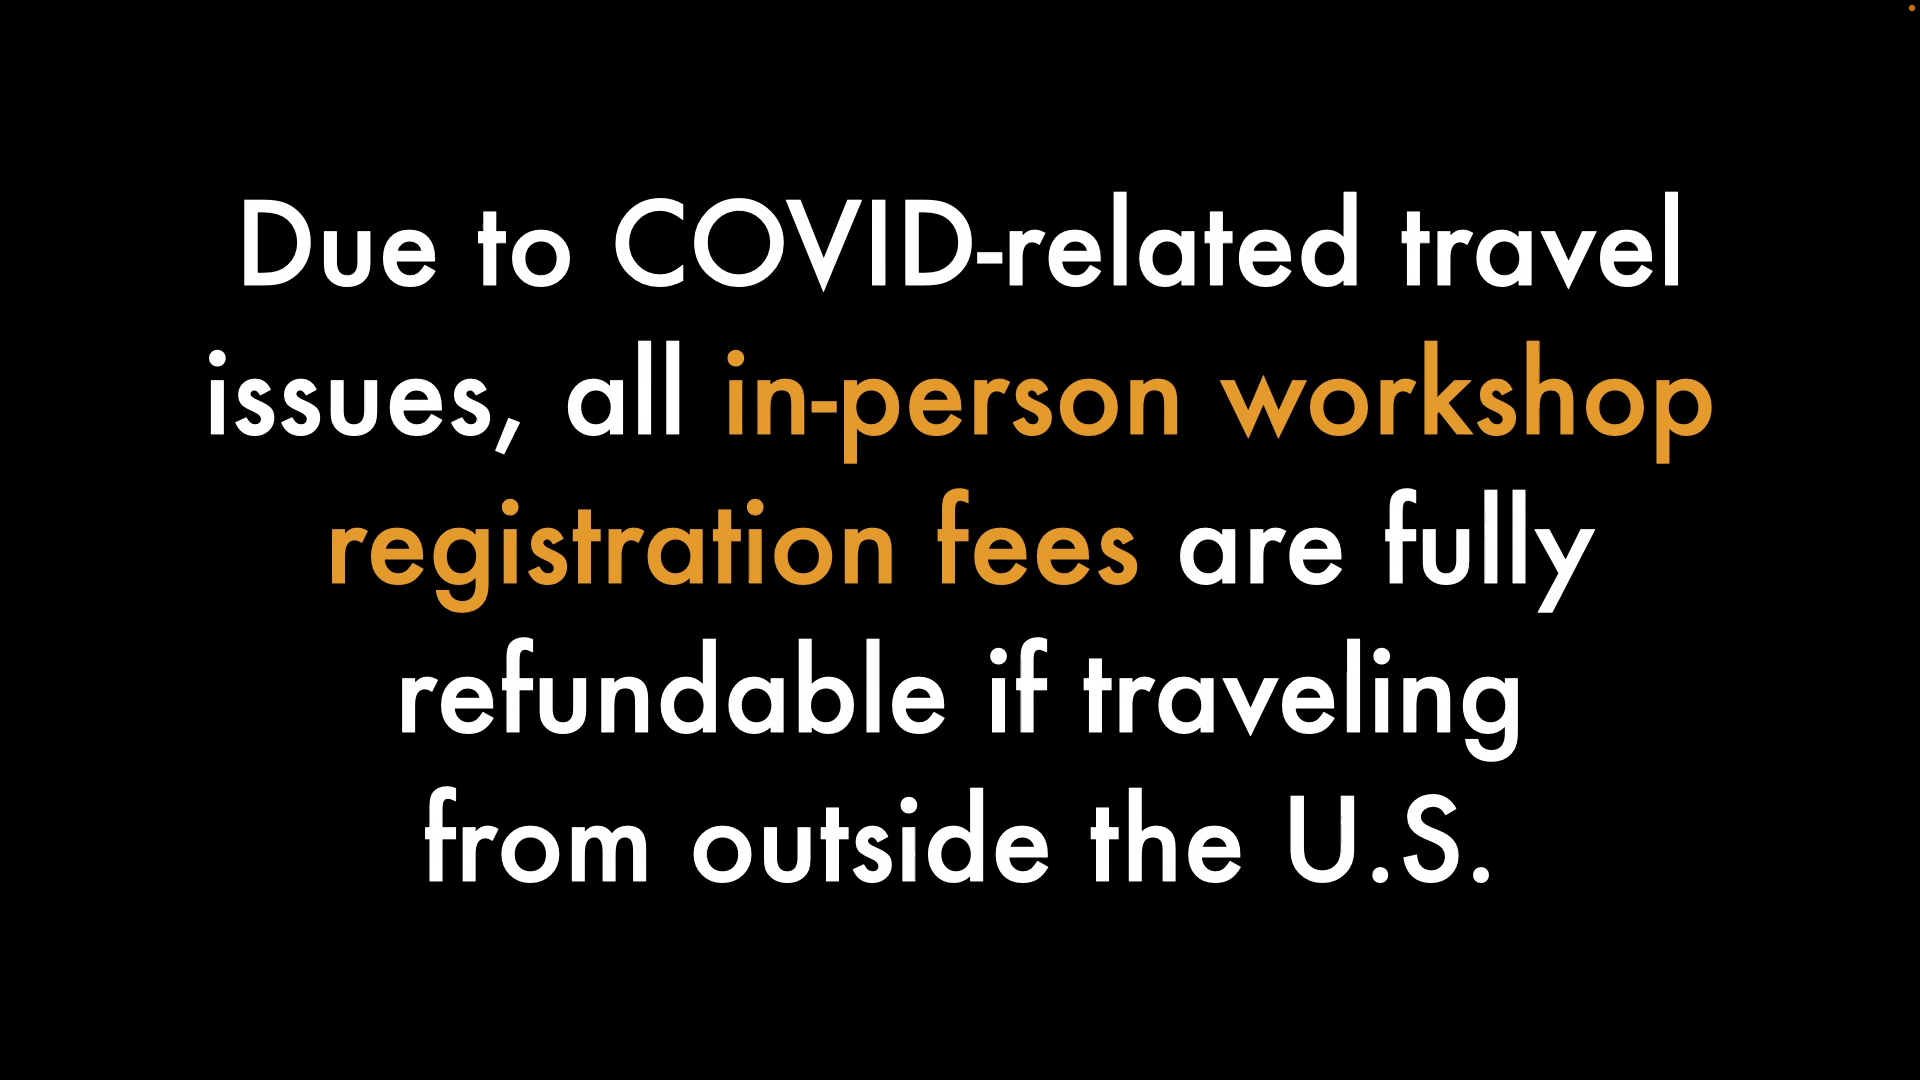 Due to COVID-related travel
issues, all in-person workshop
registration fees are fully
refundable if traveling
from outside the U.S.